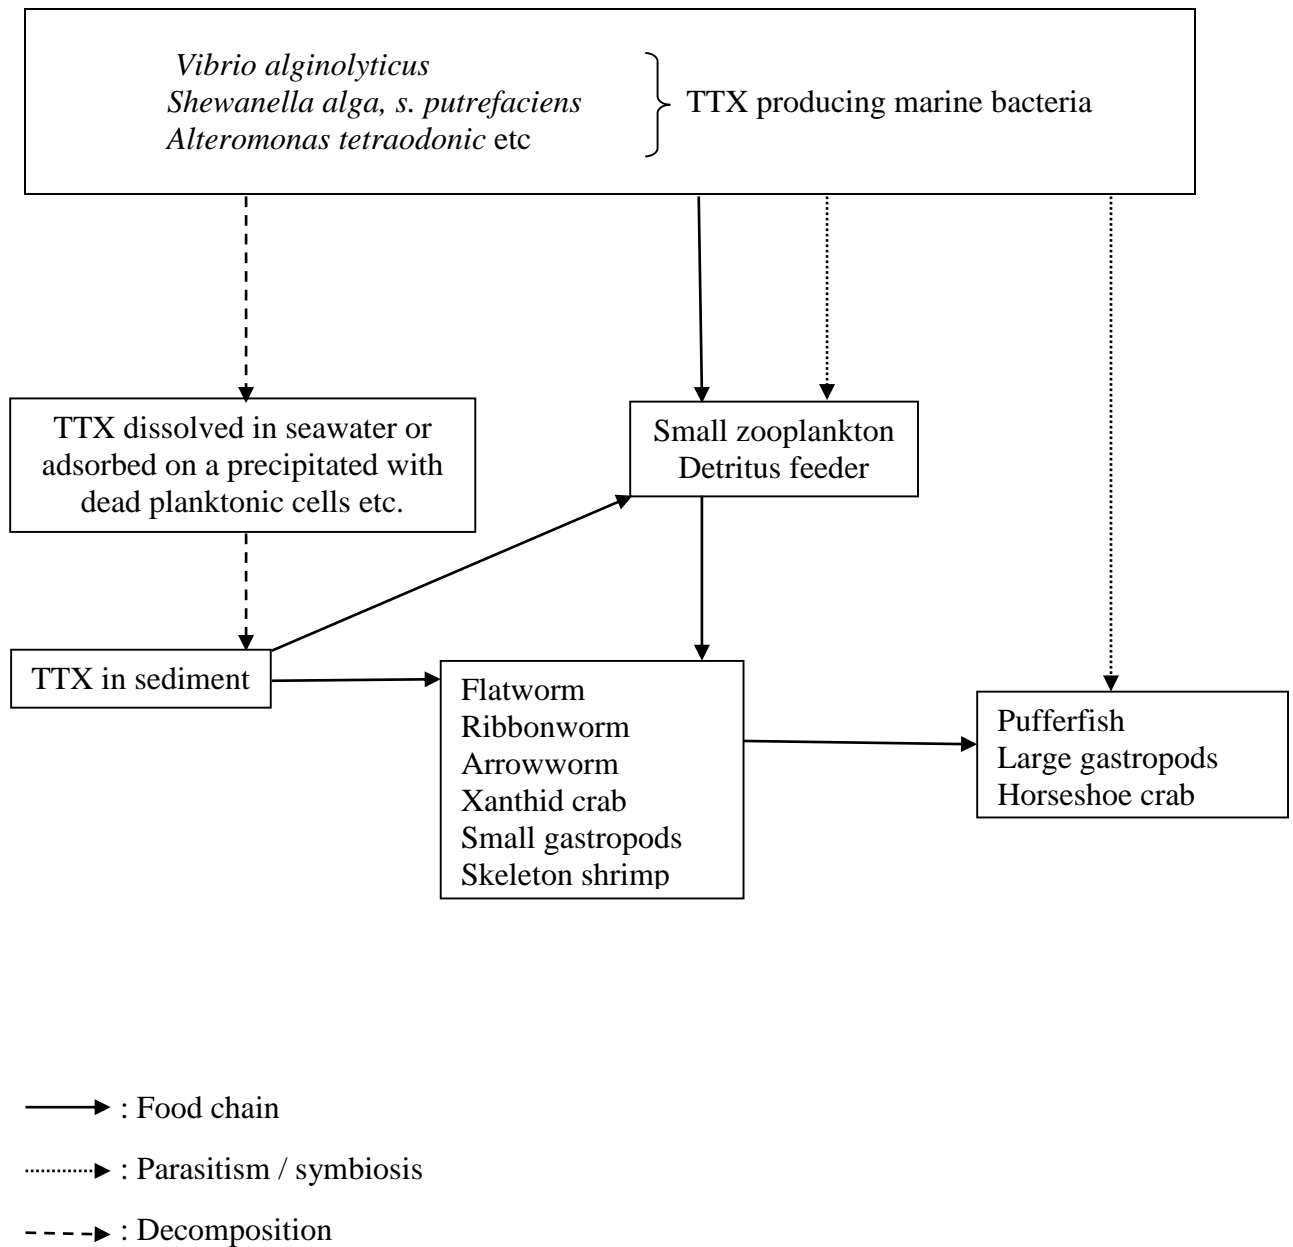 Vibrio alginolyticus
Shewanella alga, s. putrefaciens
Alteromonas tetraodonic etc
TTX producing marine bacteria
TTX dissolved in seawater or
adsorbed on a precipitated with
dead planktonic cells etc.
Small zooplankton
Detritus feeder
TTX in sediment
Flatworm
Ribbonworm
Arrowworm
Xanthid crab
Small gastropods
Skeleton shrimp
Pufferfish
Large gastropods
Horseshoe crab
: Food chain
: Parasitism / symbiosis
: Decomposition